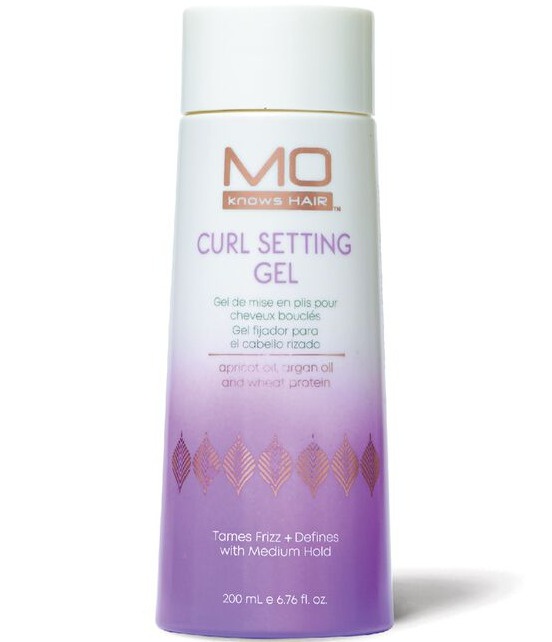 MO
knows HAIR™
CURL SETTING
GEL
Gel de mise en plis pour
cheveux bouclés
Gel fijador para
el cabello rizado
apricot oil, argan oil
and wheat protein
Tames Frizz + Defines
with Medium Hold
200 mL e 6.76 fl. oz.